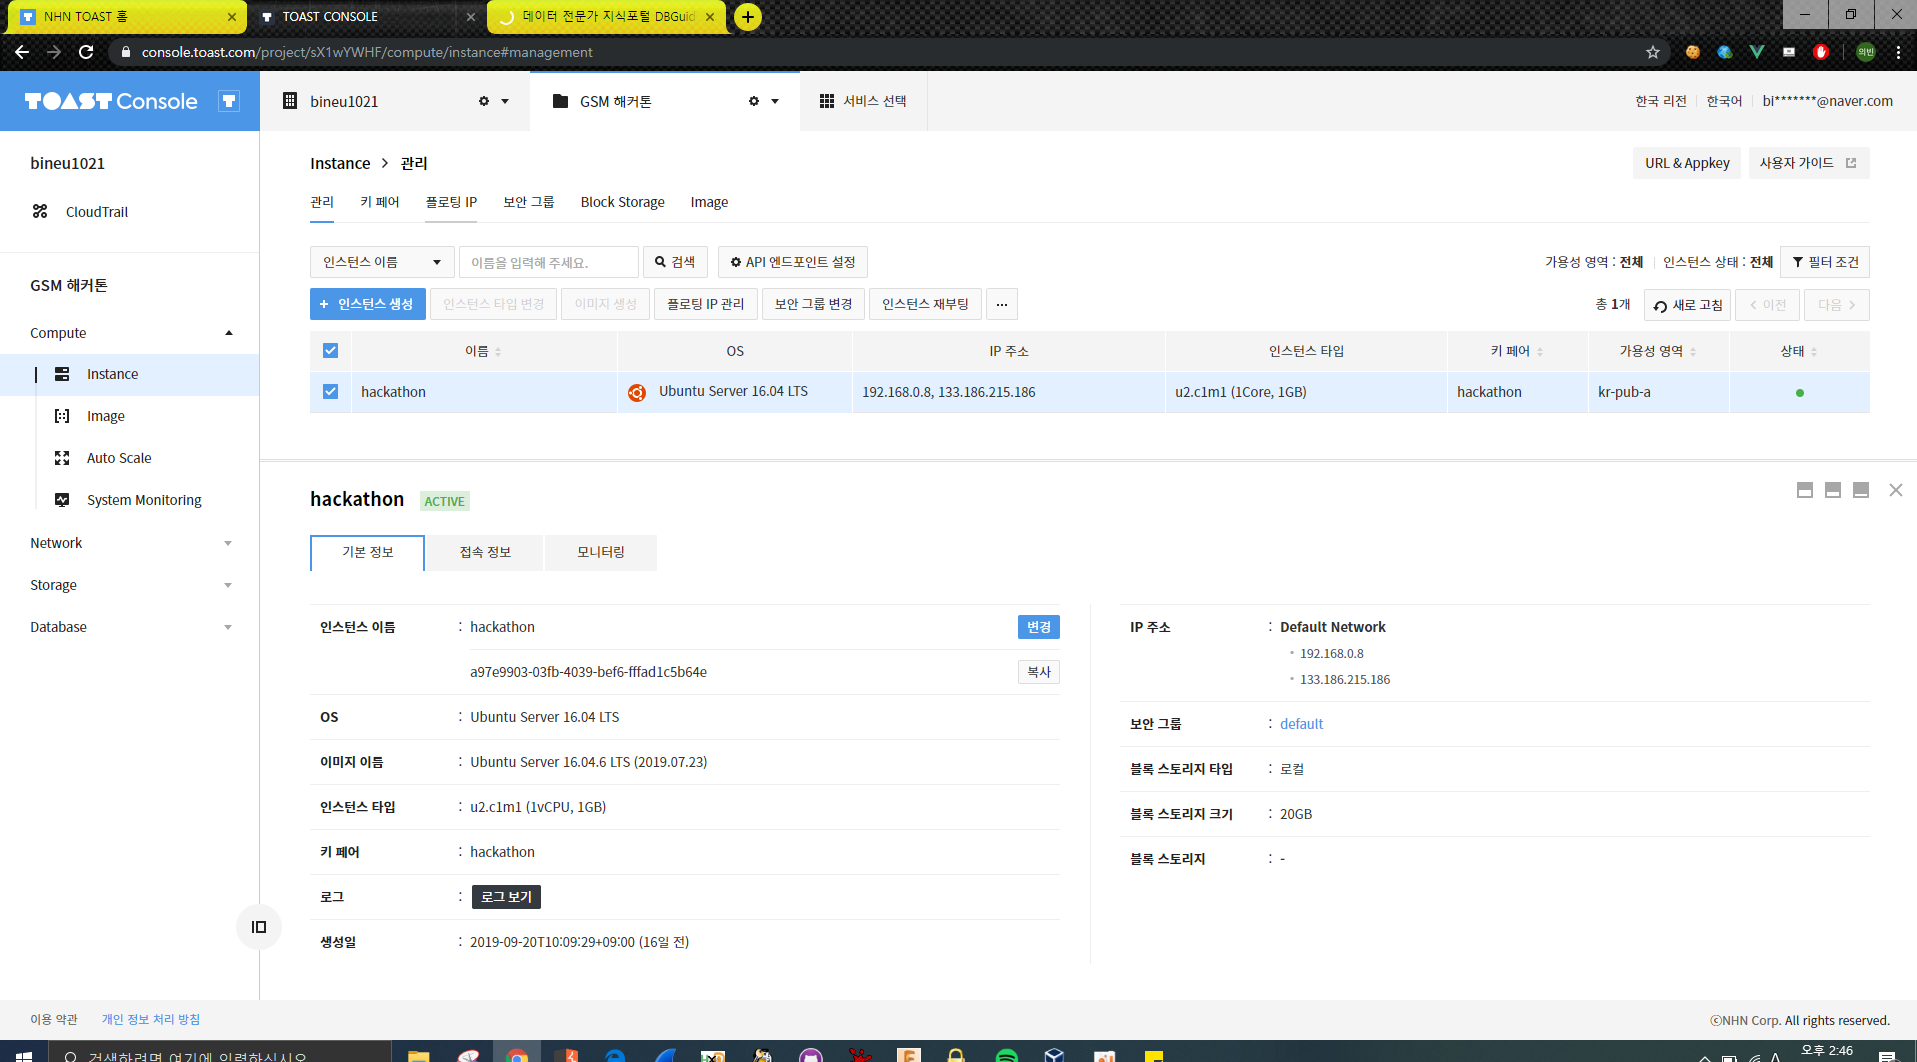 NHN TOAST 홈
TOAST CONSOLE
데이터 전문가 지식포털 DBGuid
console.toast.com/project/sX1wYWHF/compute/instance#management
의빈
TOAST Console
bineu1021
GSM 해커톤
서비스 선택
한국 리전
한국어
bi*******@naver.com
bineu1021
CloudTrail
GSM 해커톤
Compute
Instance
Image
Auto Scale
System Monitoring
Network
Storage
Database
Instance > 관리
URL & Appkey
사용자 가이드
관리 키 페어 플로팅 IP 보안 그룹 Block Storage Image
인스턴스 이름
이름을 입력해 주세요.
검색
API 엔드포인트 설정
가용성 영역 : 전체 인스턴스 상태 : 전체
필터 조건
+ 인스턴스 생성
인스턴스 타입 변경
이미지 생성
플로팅 IP 관리
보안 그룹 변경
인스턴스 재부팅
...
총 1개
새로 고침
< 이전
다음 >
이름 OS IP 주소 인스턴스 타입 키 페어 가용성 영역 상태
hackathon Ubuntu Server 16.04 LTS 192.168.0.8, 133.186.215.186 u2.c1m1 (1Core, 1GB) hackathon kr-pub-a
hackathon ACTIVE
기본 정보 접속 정보 모니터링
인스턴스 이름 : hackathon 변경
a97e9903-03fb-4039-bef6-fffad1c5b64e 복사
OS : Ubuntu Server 16.04 LTS
이미지 이름 : Ubuntu Server 16.04.6 LTS (2019.07.23)
인스턴스 타입 : u2.c1m1 (1vCPU, 1GB)
키 페어 : hackathon
로그 : 로그 보기
생성일 : 2019-09-20T10:09:29+09:00 (16일 전)
IP 주소 : Default Network
192.168.0.8
133.186.215.186
보안 그룹 : default
블록 스토리지 타입 : 로컬
블록 스토리지 크기 : 20GB
블록 스토리지 : -
이용 약관 개인 정보 처리 방침
ⓒNHN Corp. All rights reserved.
검색하려면 여기에 입력하십시오
오후 2:46